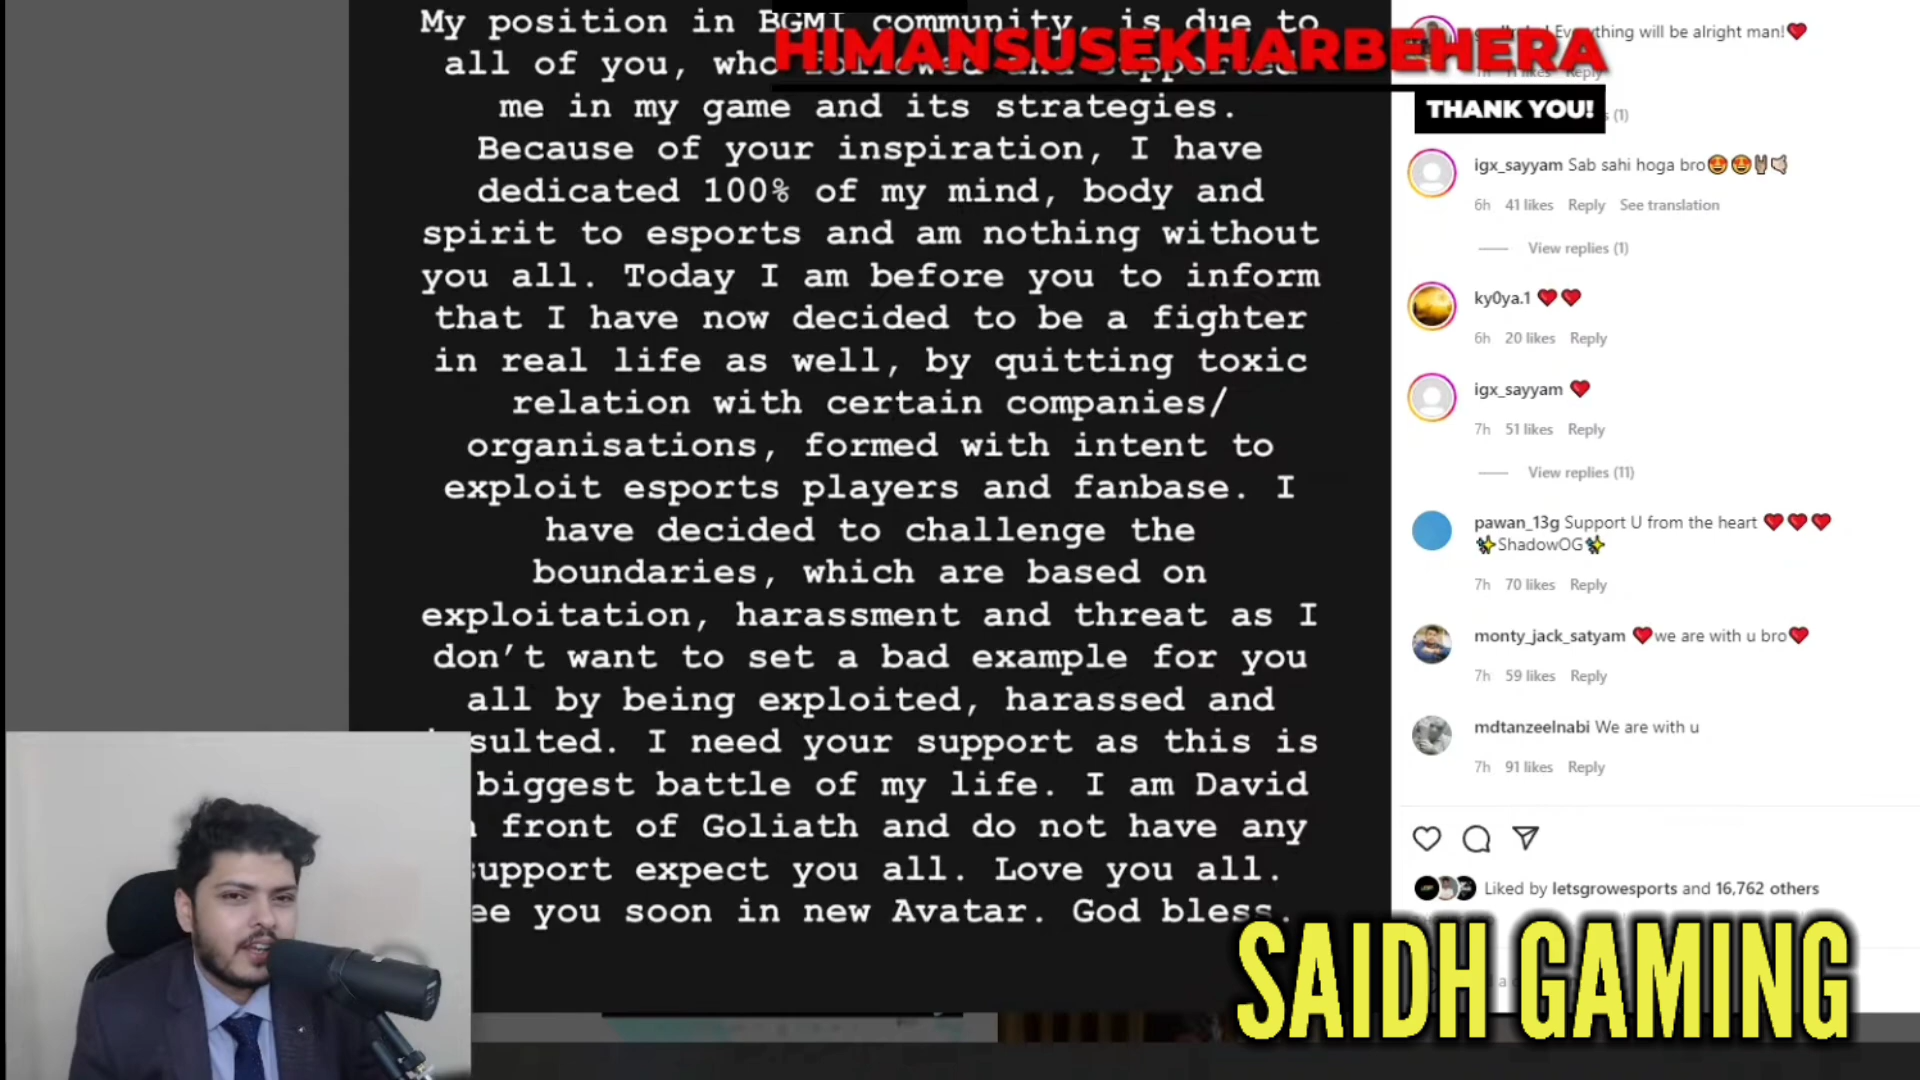 My position in BGMI community, is due to
all of you, who followed and supported
me in my game and its strategies.
Because of your inspiration, I have
dedicated 100% of my mind, body and
spirit to esports and am nothing without
you all. Today I am before you to inform
that I have now decided to be a fighter
in real life as well, by quitting toxic
relation with certain companies/
organisations, formed with intent to
exploit esports players and fanbase. I
have decided to challenge the
boundaries, which are based on
exploitation, harassment and threat as I
don't want to set a bad example for you
all by being exploited, harassed and
sulted. I need your support as this is
biggest battle of my life. I am David
front of Goliath and do not have any
support expect you all. Love you all.
ee you soon in new Avatar. God bless.
HIMANSUSEKHARBEHERA
THANK YOU!
Everything will be alright man!❤️
11 likes Reply
(1)
igx_sayyam Sab sahi hoga bro😍😍🤘🏻👊🏻
6h 41 likes Reply See translation
View replies (1)
ky0ya.1 ❤️❤️
6h 20 likes Reply
igx_sayyam ❤️
7h 51 likes Reply
View replies (11)
pawan_13g Support U from the heart ❤️❤️❤️
✨ShadowOG✨
7h 70 likes Reply
monty_jack_satyam ❤️we are with u bro❤️
7h 59 likes Reply
mdtanzeelnabi We are with u
7h 91 likes Reply
Liked by letsgrowesports and 16,762 others
SAIDH GAMING